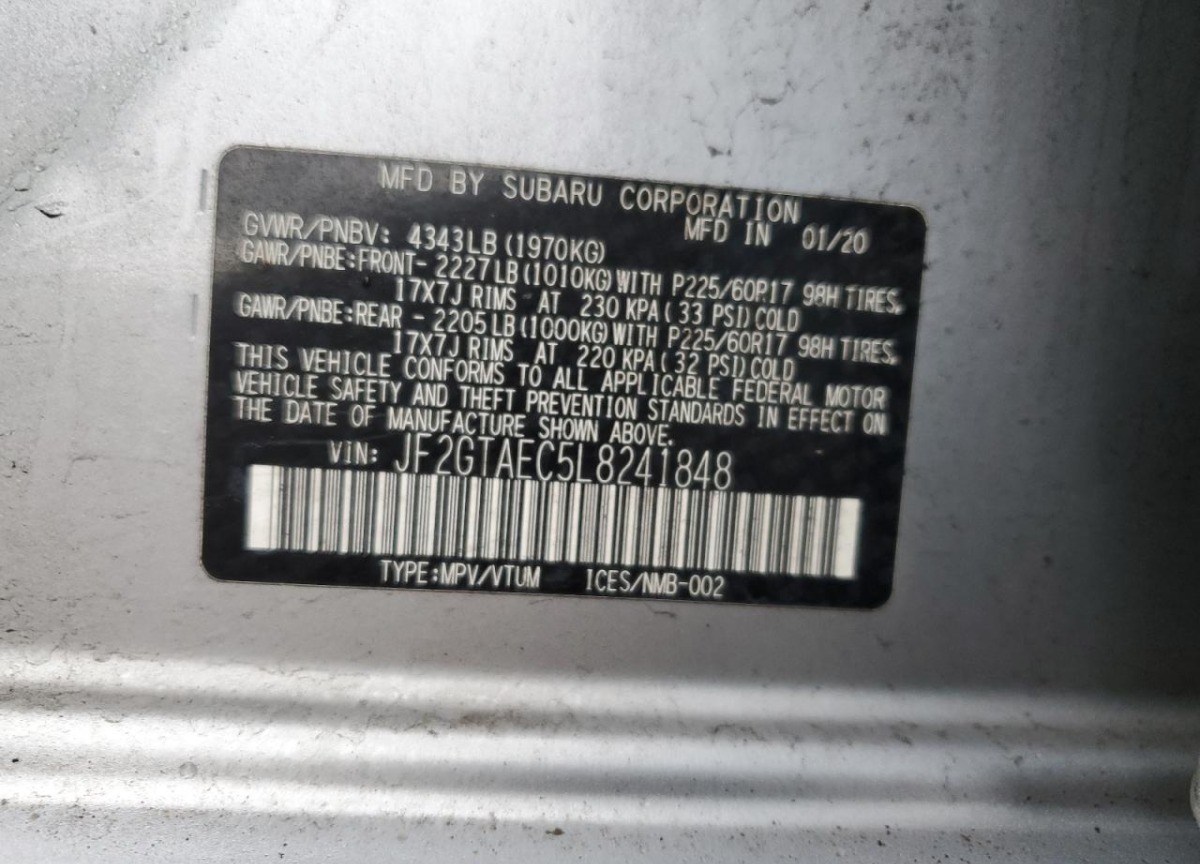 MFD BY SUBARU CORPORATION
MFD IN 01/20
GVWR/PNBV: 4343LB (1970KG)
GAWR/PNBE:FRONT- 2227LB (1010KG) WITH P225/60R17 98H TIRES,
17X7J RIMS AT 230 KPA ( 33 PSI) COLD
GAWR/PNBE:REAR - 2205LB (1000KG) WITH P225/60R17 98H TIRES,
17X7J RIMS AT 220 KPA ( 32 PSI) COLD
THIS VEHICLE CONFORMS TO ALL APPLICABLE FEDERAL MOTOR
VEHICLE SAFETY AND THEFT PREVENTION STANDARDS IN EFFECT ON
THE DATE OF MANUFACTURE SHOWN ABOVE.
VIN: JF2GTAEC5L8241848
TYPE:MPV/VTUM ICES/NMB-002